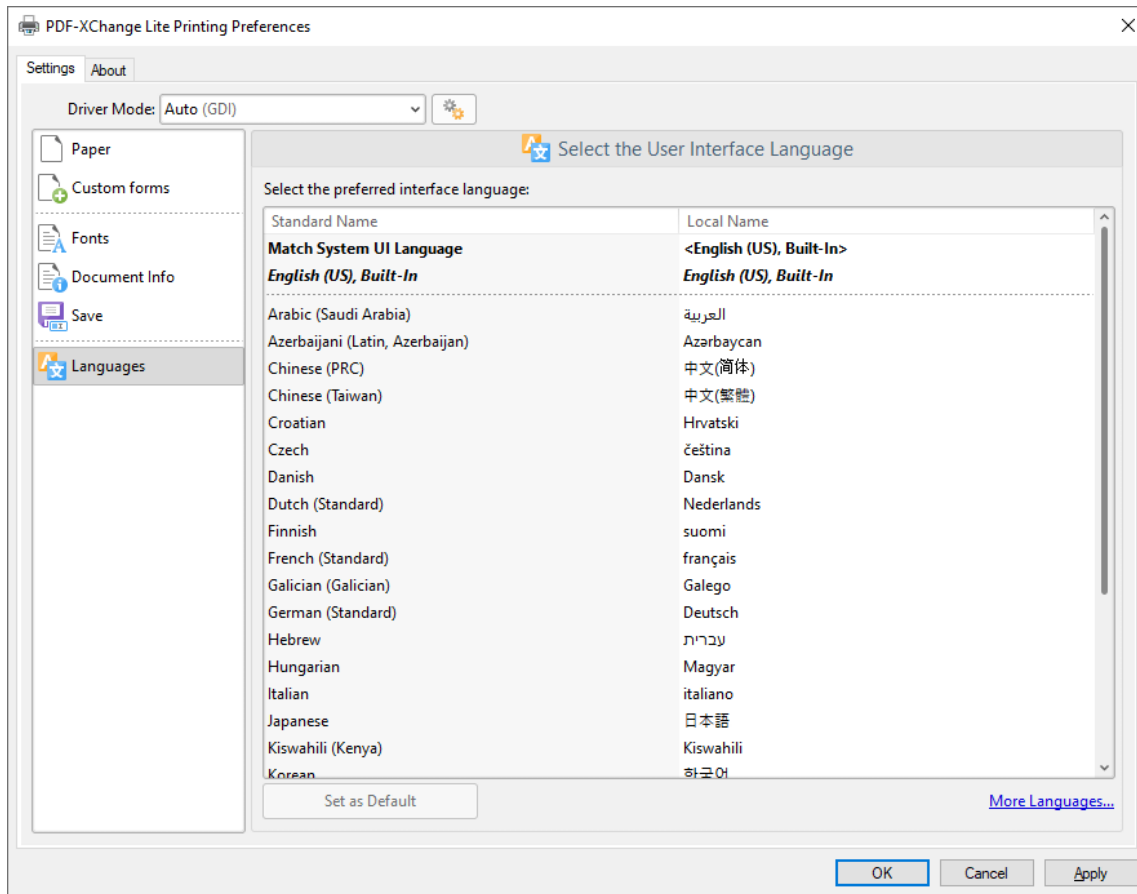 PDF-XChange Lite Printing Preferences
Settings About
Driver Mode: Auto (GDI)
Paper
Custom forms
Fonts
Document Info
Save
Languages
Select the User Interface Language
Select the preferred interface language:
Standard Name Local Name
Match System UI Language <English (US), Built-In>
English (US), Built-In English (US), Built-In
Arabic (Saudi Arabia) العربية
Azerbaijani (Latin, Azerbaijan) Azərbaycan
Chinese (PRC) 中文(简体)
Chinese (Taiwan) 中文(繁體)
Croatian Hrvatski
Czech čeština
Danish Dansk
Dutch (Standard) Nederlands
Finnish suomi
French (Standard) français
Galician (Galician) Galego
German (Standard) Deutsch
Hebrew עברית
Hungarian Magyar
Italian italiano
Japanese 日本語
Kiswahili (Kenya) Kiswahili
Korean 한국어
Set as Default More Languages...
OK Cancel Apply